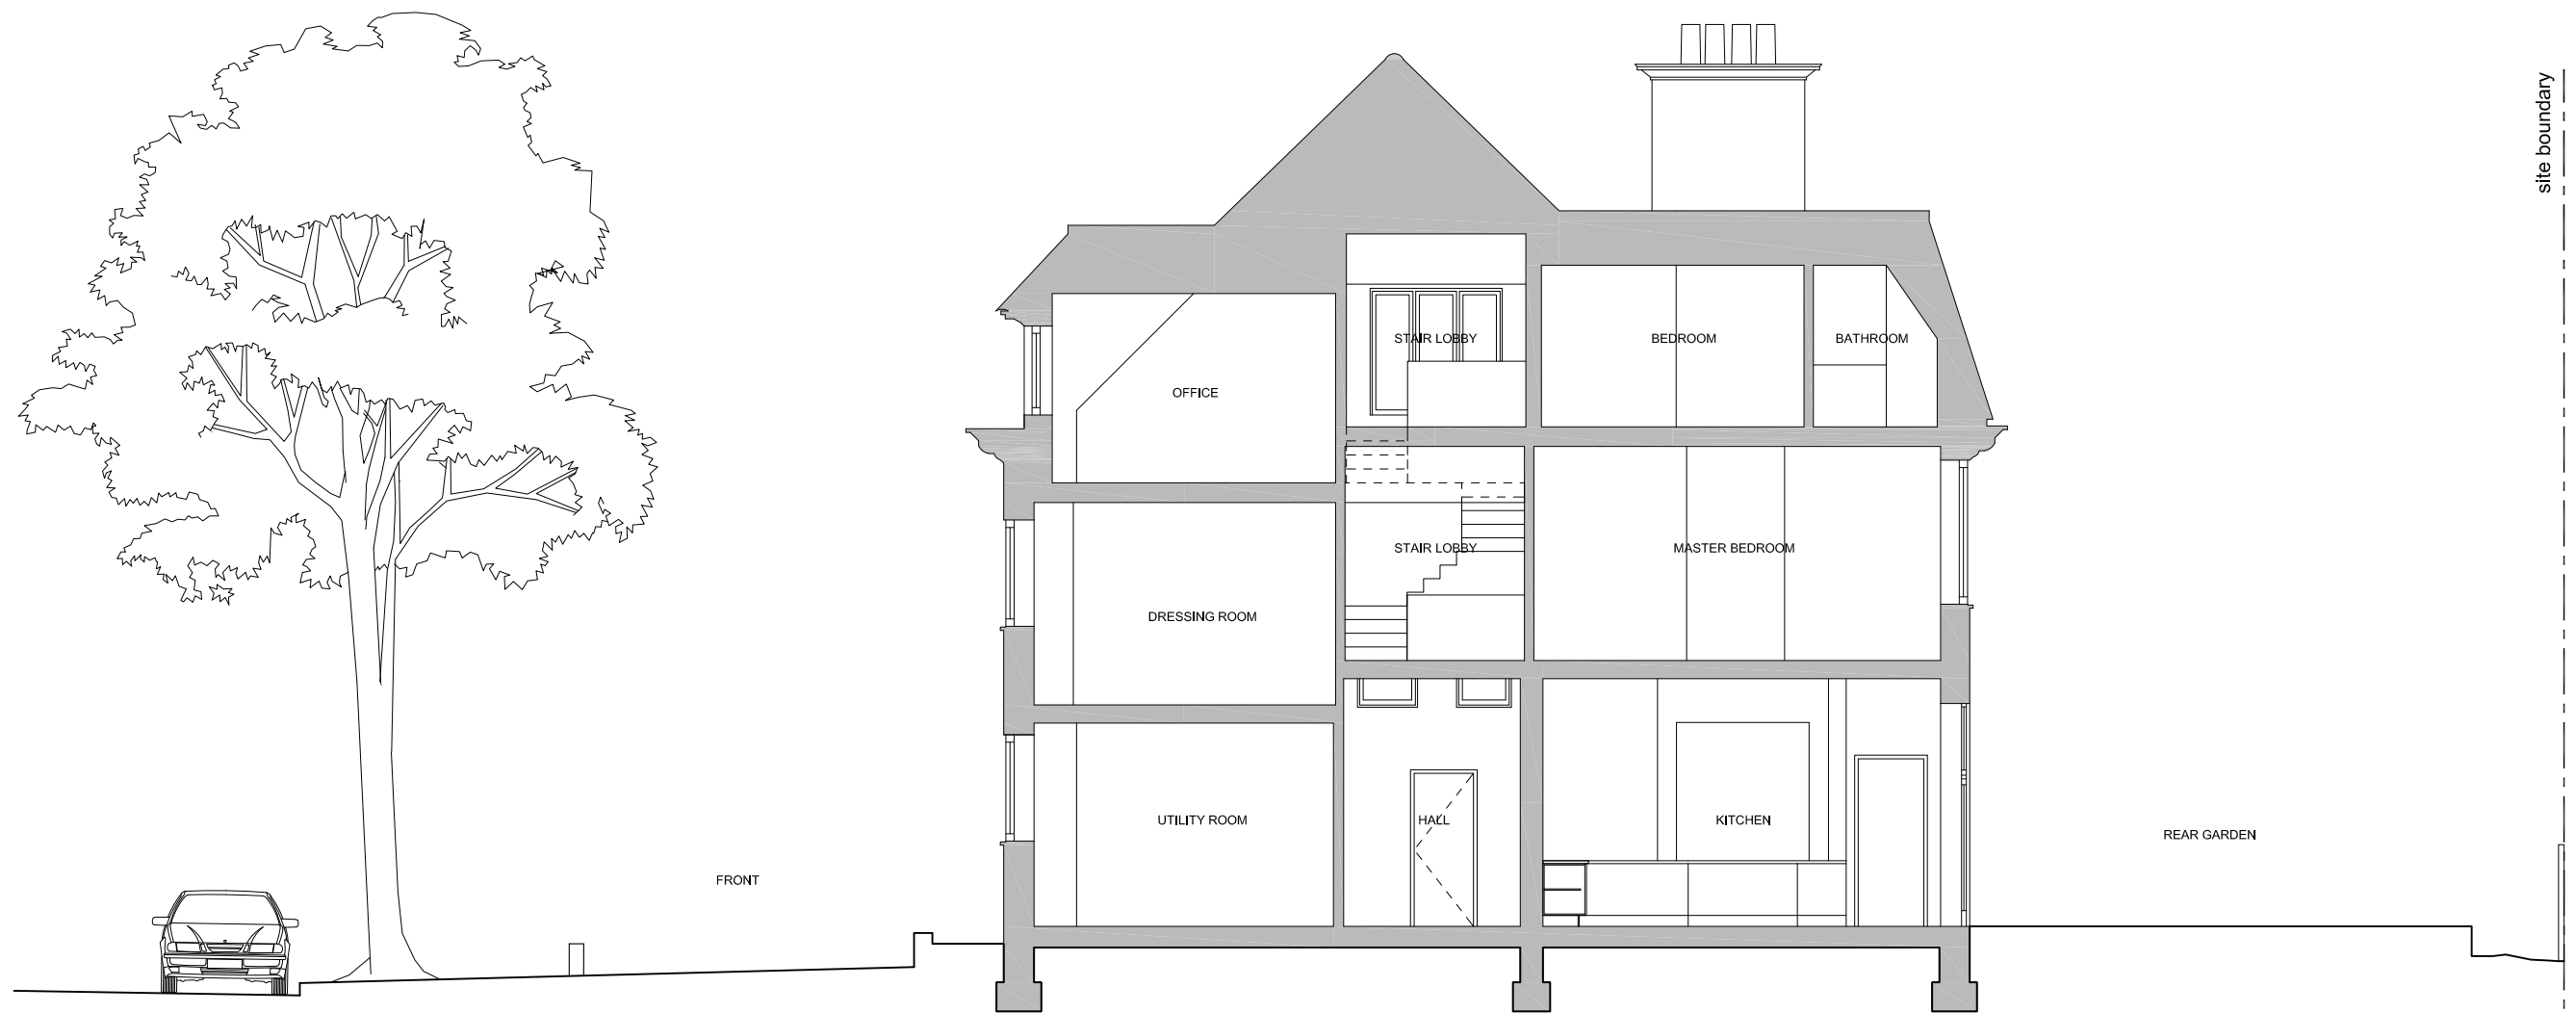 site boundary
STAIR LOBBY
BEDROOM
BATHROOM
OFFICE
STAIR LOBBY
MASTER BEDROOM
DRESSING ROOM
UTILITY ROOM
HALL
KITCHEN
REAR GARDEN
FRONT